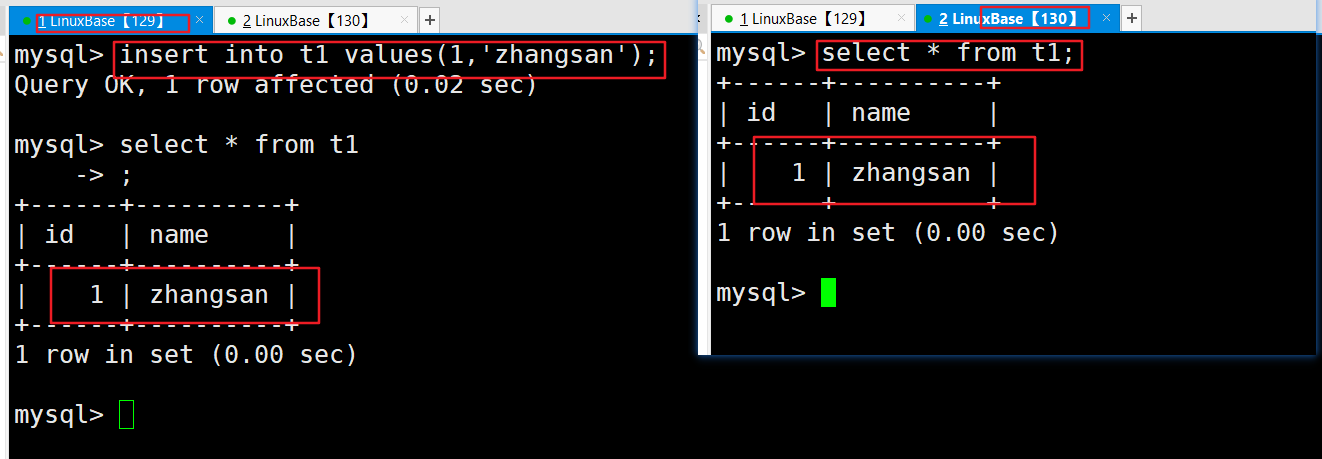 1 LinuxBase【129】 × 2 LinuxBase【130】 × +
mysql> insert into t1 values(1,'zhangsan');
Query OK, 1 row affected (0.02 sec)
mysql> select * from t1
    -> ;
+------+----------+
| id   | name     |
+------+----------+
|    1 | zhangsan |
+------+----------+
1 row in set (0.00 sec)
mysql>
1 LinuxBase【129】 × 2 LinuxBase【130】 × +
mysql> select * from t1;
+------+----------+
| id   | name     |
+------+----------+
|    1 | zhangsan |
+------+----------+
1 row in set (0.00 sec)
mysql>